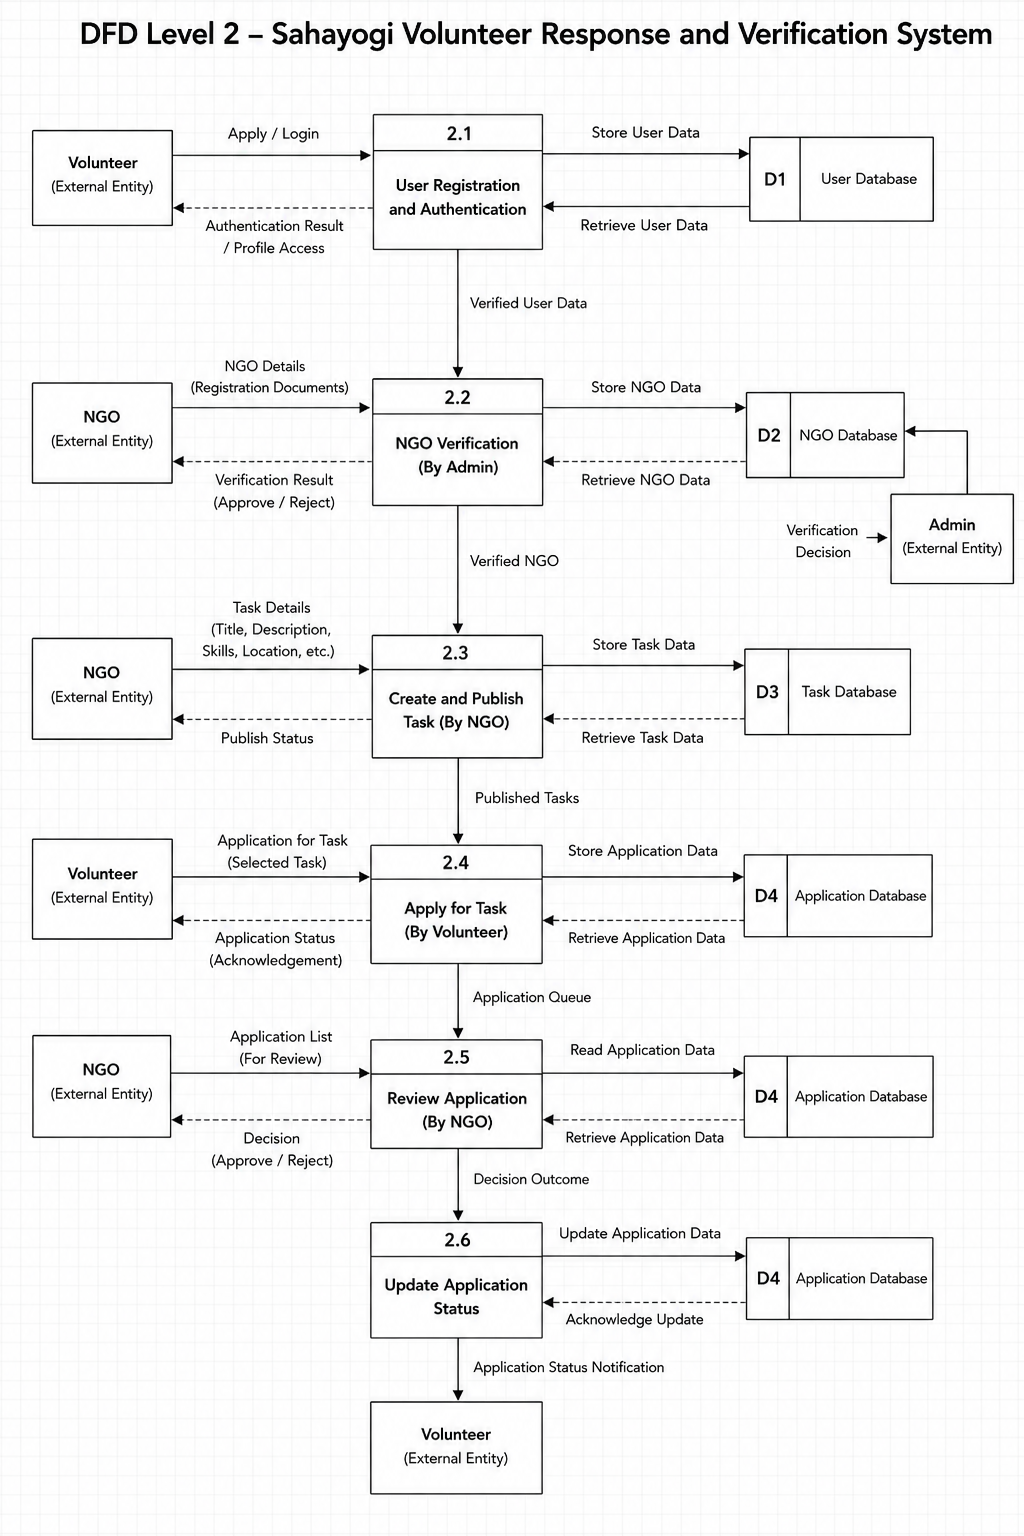 DFD Level 2 – Sahayogi Volunteer Response and Verification System
Volunteer
(External Entity)
Apply / Login
Authentication Result
/ Profile Access
2.1
User Registration
and Authentication
Store User Data
Retrieve User Data
D1
User Database
Verified User Data
NGO
(External Entity)
NGO Details
(Registration Documents)
Verification Result
(Approve / Reject)
2.2
NGO Verification
(By Admin)
Store NGO Data
Retrieve NGO Data
D2
NGO Database
Verification
Decision
Admin
(External Entity)
Verified NGO
NGO
(External Entity)
Task Details
(Title, Description,
Skills, Location, etc.)
Publish Status
2.3
Create and Publish
Task (By NGO)
Store Task Data
Retrieve Task Data
D3
Task Database
Published Tasks
Volunteer
(External Entity)
Application for Task
(Selected Task)
Application Status
(Acknowledgement)
2.4
Apply for Task
(By Volunteer)
Store Application Data
Retrieve Application Data
D4
Application Database
Application Queue
NGO
(External Entity)
Application List
(For Review)
Decision
(Approve / Reject)
2.5
Review Application
(By NGO)
Read Application Data
Retrieve Application Data
D4
Application Database
Decision Outcome
2.6
Update Application
Status
Update Application Data
Acknowledge Update
D4
Application Database
Application Status Notification
Volunteer
(External Entity)